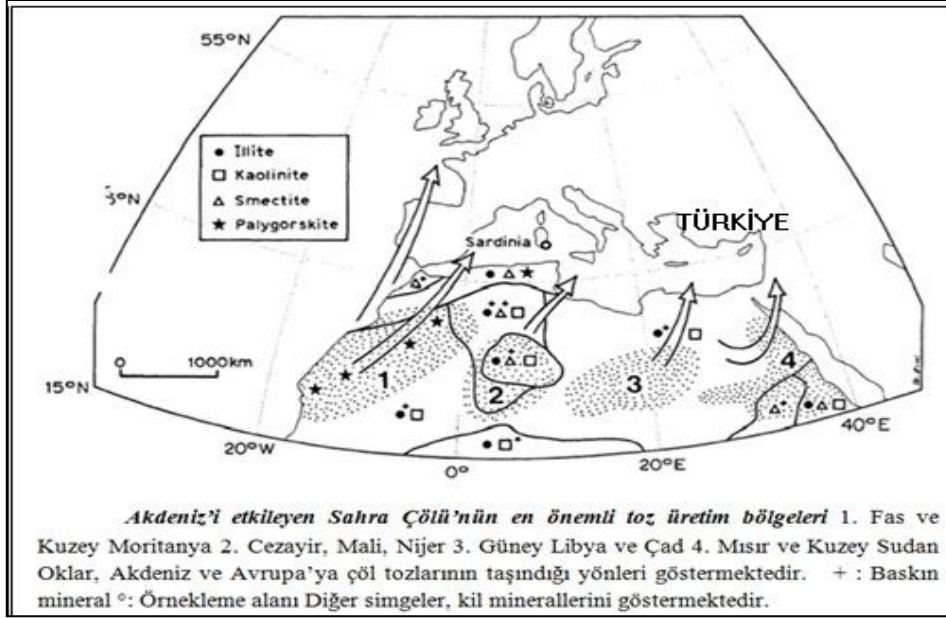 55°N
İllite
Kaolinite
Smectite
Palygorskite
5°N
TÜRKİYE
Sardinia
0
1000km
15°N
1
2
3
4
20°W
0°
20°E
40°E
Akdeniz'i etkileyen Sahra Çölü'nün en önemli toz üretim bölgeleri 1. Fas ve
Kuzey Moritanya 2. Cezayir, Mali, Nijer 3. Güney Libya ve Çad 4. Mısır ve Kuzey Sudan
Oklar, Akdeniz ve Avrupa'ya çöl tozlarının taşındığı yönleri göstermektedir. + : Baskın
mineral °: Örnekleme alanı Diğer simgeler, kil minerallerini göstermektedir.